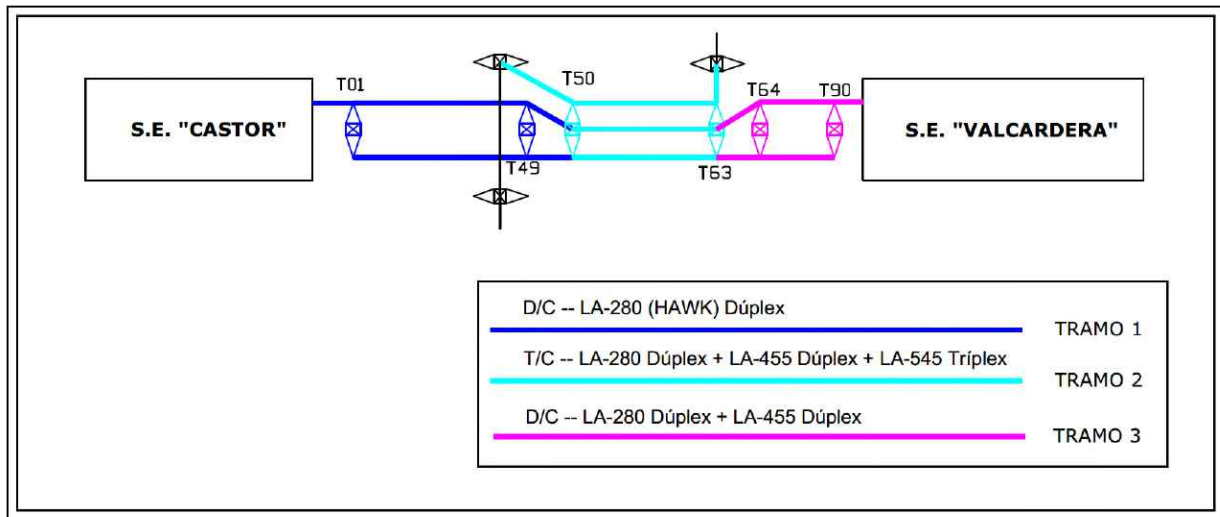 T01
T50
T64
T90
S.E. "CASTOR"
S.E. "VALCARDERA"
T49
T63
D/C -- LA-280 (HAWK) Dúplex
TRAMO 1
T/C -- LA-280 Dúplex + LA-455 Dúplex + LA-545 Tríplex
TRAMO 2
D/C -- LA-280 Dúplex + LA-455 Dúplex
TRAMO 3